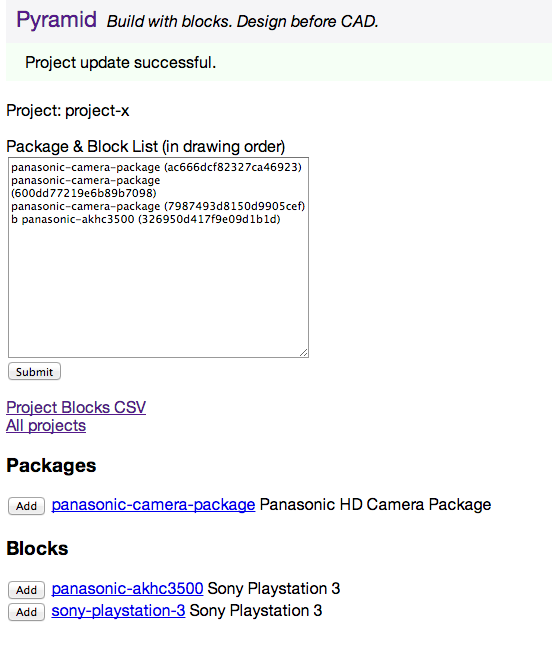 Pyramid Build with blocks. Design before CAD.
Project update successful.
Project: project-x
Package & Block List (in drawing order)
panasonic-camera-package (ac666dcf82327ca46923)
panasonic-camera-package
(600dd77219e6b89b7098)
panasonic-camera-package (7987493d8150d9905cef)
b panasonic-akhc3500 (326950d417f9e09d1b1d)
Submit
Project Blocks CSV
All projects
Packages
Add panasonic-camera-package Panasonic HD Camera Package
Blocks
Add panasonic-akhc3500 Sony Playstation 3
Add sony-playstation-3 Sony Playstation 3